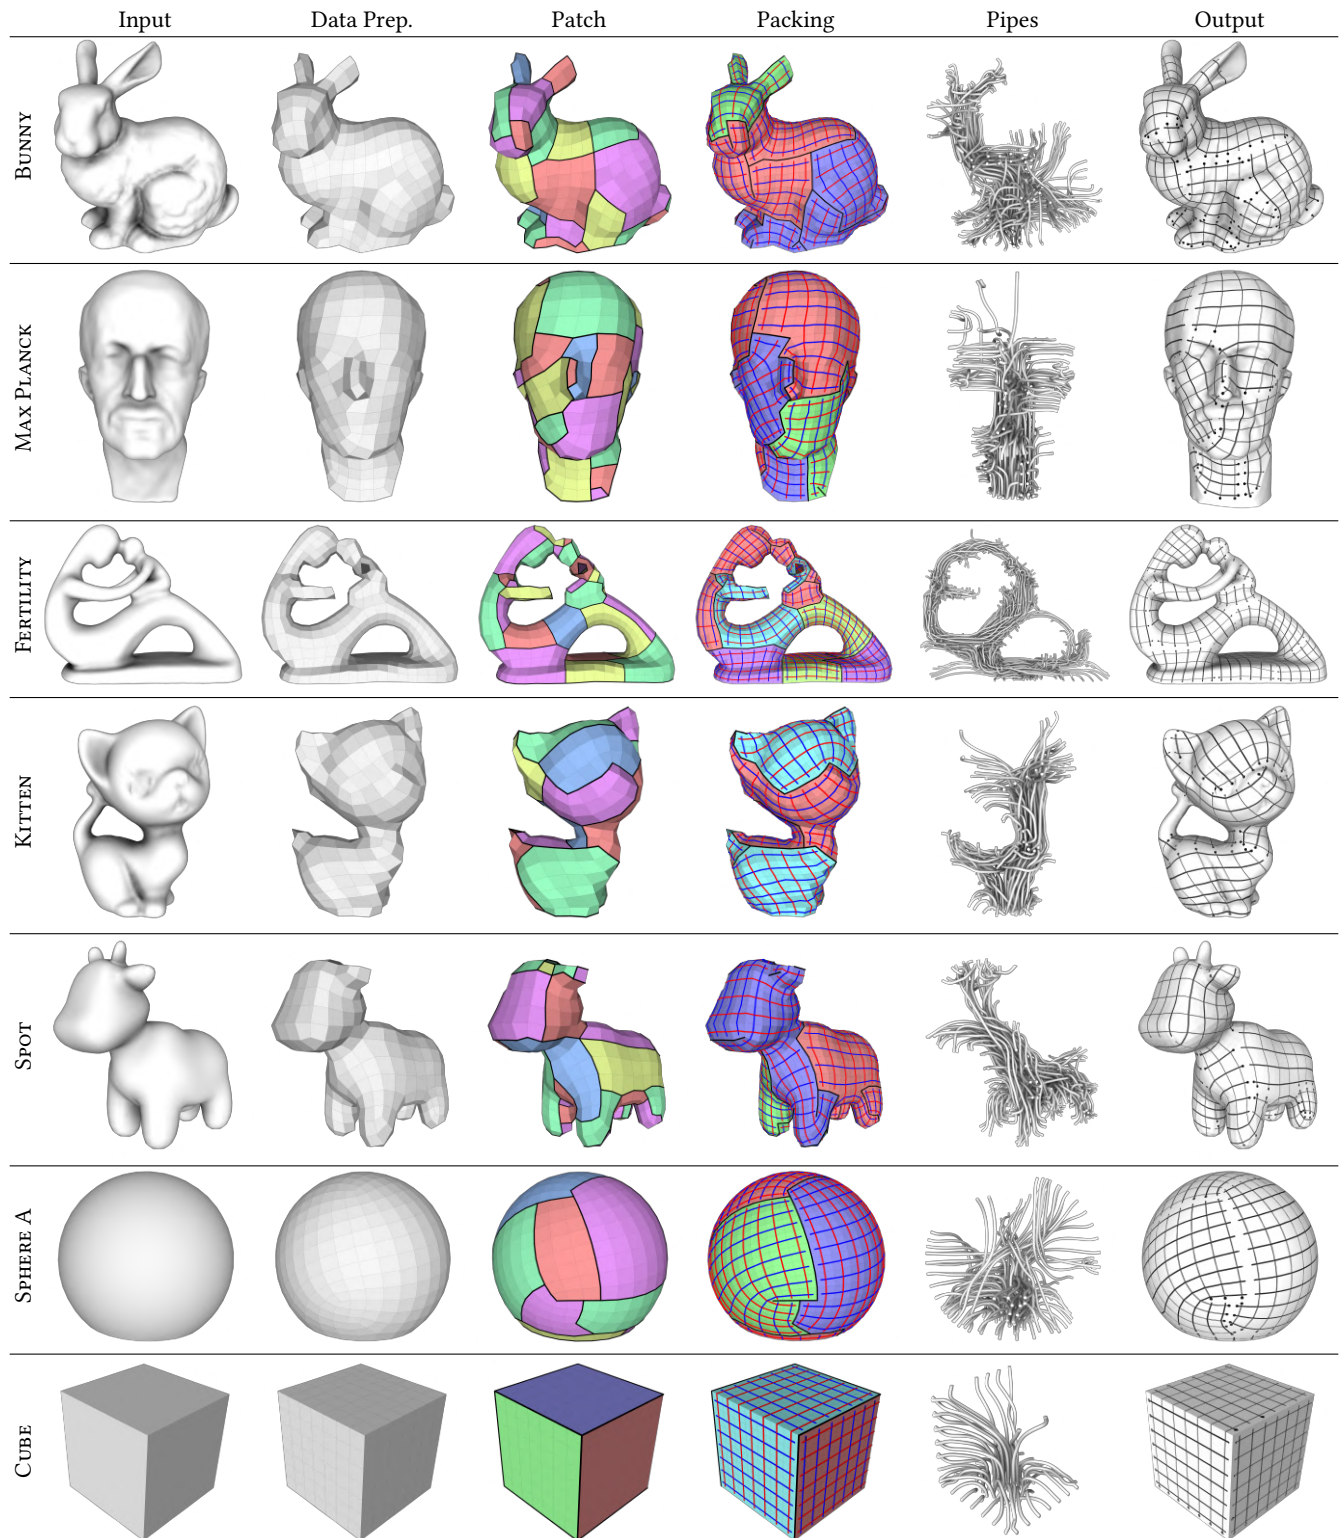 Input Data Prep. Patch Packing Pipes Output
Bunny
Max Planck
Fertility
Kitten
Spot
Sphere A
Cube